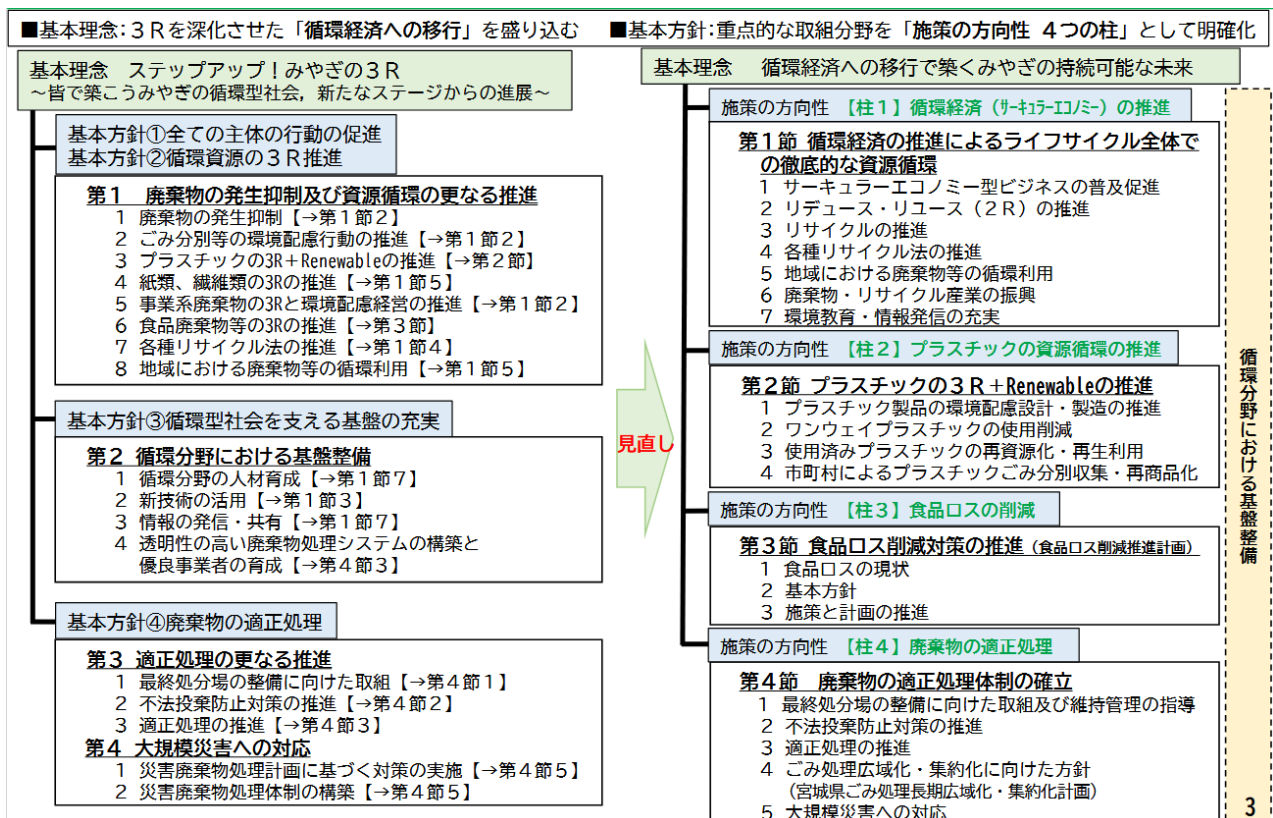 ■基本理念：３Rを深化させた「循環経済への移行」を盛り込む　■基本方針：重点的な取組分野を「施策の方向性 ４つの柱」として明確化
基本理念　ステップアップ！みやぎの３R
～皆で築こうみやぎの循環型社会，新たなステージからの進展～
基本方針①全ての主体の行動の促進
基本方針②循環資源の３R推進
第１　廃棄物の発生抑制及び資源循環の更なる推進
１ 廃棄物の発生抑制【→第１節２】
２ ごみ分別等の環境配慮行動の推進【→第１節２】
３ プラスチックの3R＋Renewableの推進【→第２節】
４ 紙類、繊維類の3Rの推進【→第１節５】
５ 事業系廃棄物の3Rと環境配慮経営の推進【→第１節２】
６ 食品廃棄物等の3Rの推進【→第３節】
７ 各種リサイクル法の推進【→第１節４】
８ 地域における廃棄物等の循環利用【→第１節５】
基本方針③循環型社会を支える基盤の充実
第２ 循環分野における基盤整備
１ 循環分野の人材育成【→第１節７】
２ 新技術の活用【→第１節３】
３ 情報の発信・共有【→第１節７】
４ 透明性の高い廃棄物処理システムの構築と
優良事業者の育成【→第４節３】
基本方針④廃棄物の適正処理
第３ 適正処理の更なる推進
１ 最終処分場の整備に向けた取組【→第４節１】
２ 不法投棄防止対策の推進【→第４節２】
３ 適正処理の推進【→第４節３】
第４ 大規模災害への対応
１ 災害廃棄物処理計画に基づく対策の実施【→第４節５】
２ 災害廃棄物処理体制の構築【→第４節５】
見直し
基本理念　循環経済への移行で築くみやぎの持続可能な未来
施策の方向性 【柱１】循環経済（ｻｰｷｭﾗｰｴｺﾉﾐｰ）の推進
第１節 循環経済の推進によるライフサイクル全体で
の徹底的な資源循環
１ サーキュラーエコノミー型ビジネスの普及促進
２ リデュース・リユース（２R）の推進
３ リサイクルの推進
４ 各種リサイクル法の推進
５ 地域における廃棄物等の循環利用
６ 廃棄物・リサイクル産業の振興
７ 環境教育・情報発信の充実
施策の方向性 【柱２】プラスチックの資源循環の推進
第２節 プラスチックの３R＋Renewableの推進
１ プラスチック製品の環境配慮設計・製造の推進
２ ワンウェイプラスチックの使用削減
３ 使用済みプラスチックの再資源化・再生利用
４ 市町村によるプラスチックごみ分別収集・再商品化
施策の方向性 【柱３】食品ロスの削減
第３節 食品ロス削減対策の推進（食品ロス削減推進計画）
１ 食品ロスの現状
２ 基本方針
３ 施策と計画の推進
施策の方向性 【柱４】廃棄物の適正処理
第４節　廃棄物の適正処理体制の確立
１ 最終処分場の整備に向けた取組及び維持管理の指導
２ 不法投棄防止対策の推進
３ 適正処理の推進
４ ごみ処理広域化・集約化に向けた方針
（宮城県ごみ処理長期広域化・集約化計画）
５ 大規模災害への対応
循環分野における基盤整備
3